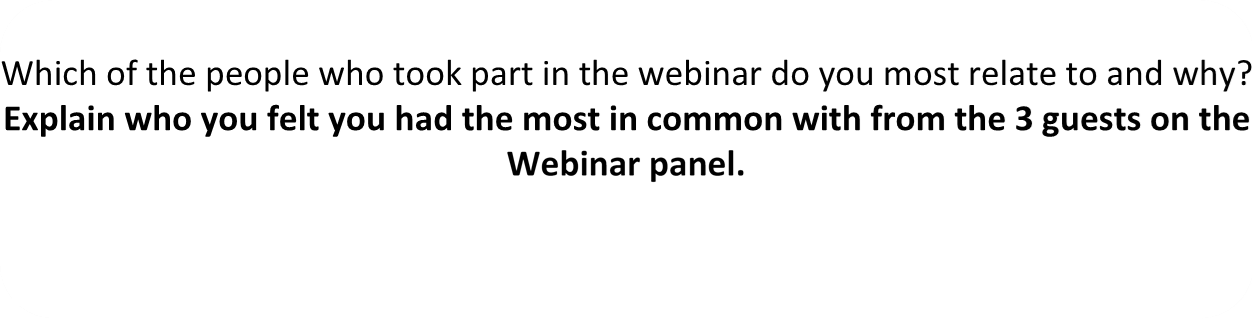 Which of the people who took part in the webinar do you most relate to and why?
Explain who you felt you had the most in common with from the 3 guests on the
Webinar panel.